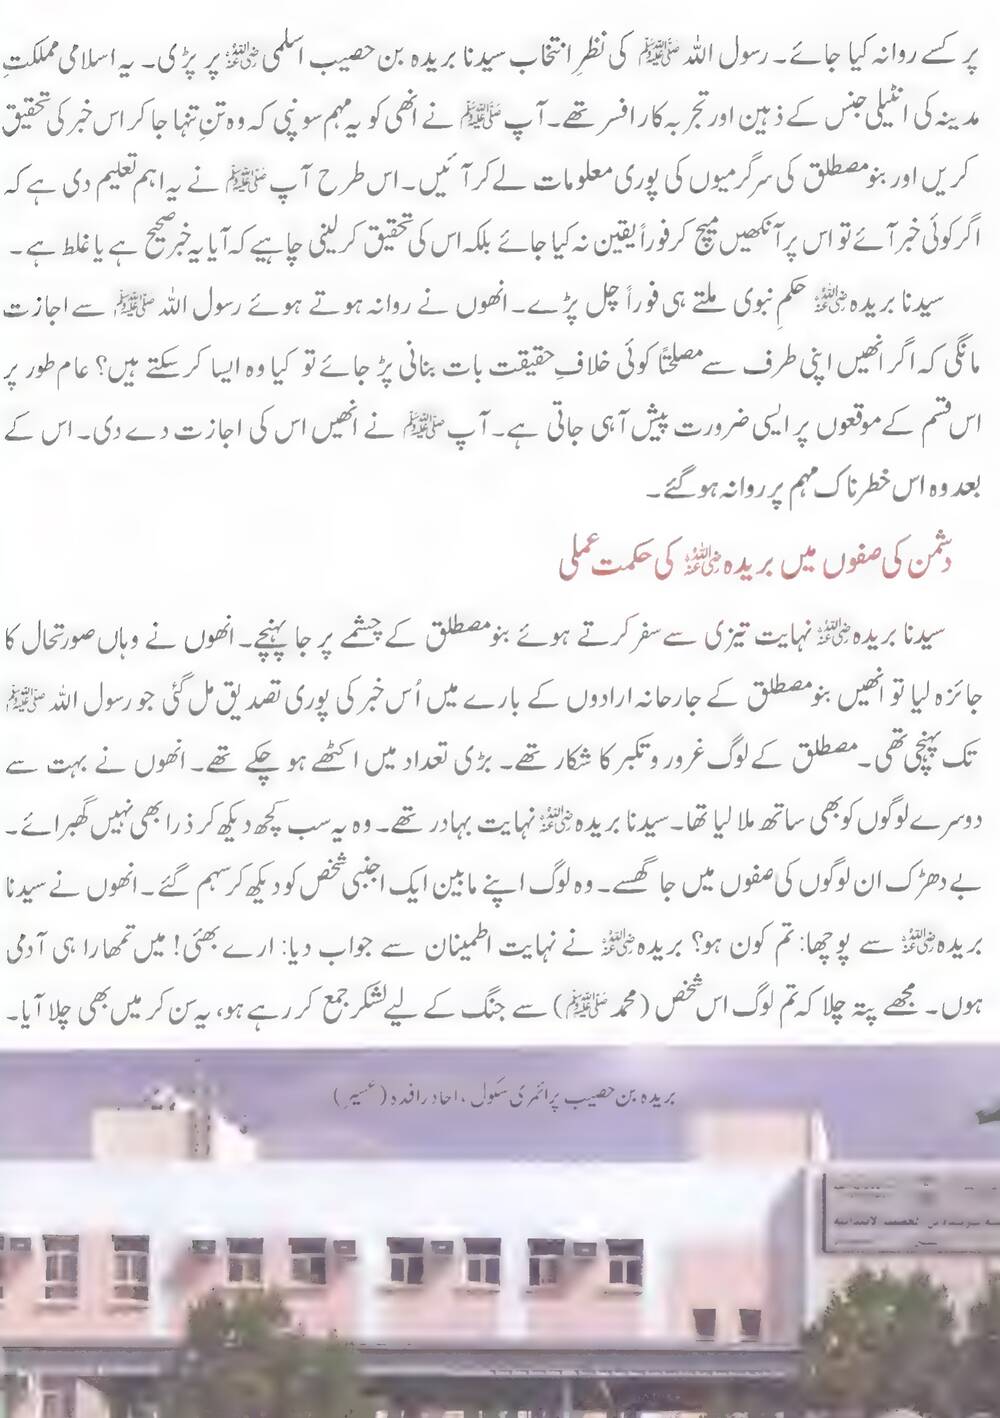 پر کسے روانہ کیا جائے۔ رسول اللہ ﷺ کی نظرِ انتخاب سیدنا بریدہ بن حصیب اسلمی رضی اللہ عنہ پر پڑی۔ یہ اسلامی مملکتِ
مدینہ کی انٹیلی جنس کے ذہین اور تجربہ کار افسر تھے۔ آپ ﷺ نے انھی کو یہ مہم سونپی کہ وہ تنِ تنہا جا کر اس خبر کی تحقیق
کریں اور بنو مصطلق کی سرگرمیوں کی پوری معلومات لے کر آئیں۔ اس طرح آپ ﷺ نے یہ اہم تعلیم دی ہے کہ
اگر کوئی خبر آئے تو اس پر آنکھیں میچ کر فوراً یقین نہ کیا جائے بلکہ اس کی تحقیق کر لینی چاہیے کہ آیا یہ خبر صحیح ہے یا غلط ہے۔
سیدنا بریدہ رضی اللہ عنہ حکمِ نبوی ملتے ہی فوراً چل پڑے۔ انھوں نے روانہ ہوتے ہوئے رسول اللہ ﷺ سے اجازت
مانگی کہ اگر انھیں اپنی طرف سے مصلحتاً کوئی خلافِ حقیقت بات بنانی پڑ جائے تو کیا وہ ایسا کر سکتے ہیں؟ عام طور پر
اس قسم کے موقعوں پر ایسی ضرورت پیش آ ہی جاتی ہے۔ آپ ﷺ نے انھیں اس کی اجازت دے دی۔ اس کے
بعد وہ اس خطرناک مہم پر روانہ ہو گئے۔
دشمن کی صفوں میں بریدہ رضی اللہ عنہ کی حکمت عملی
سیدنا بریدہ رضی اللہ عنہ نہایت تیزی سے سفر کرتے ہوئے بنو مصطلق کے چشمے پر جا پہنچے۔ انھوں نے وہاں صورتحال کا
جائزہ لیا تو انھیں بنو مصطلق کے جارحانہ ارادوں کے بارے میں اُس خبر کی پوری تصدیق مل گئی جو رسول اللہ ﷺ
تک پہنچی تھی۔ مصطلق کے لوگ غرور و تکبر کا شکار تھے۔ بڑی تعداد میں اکٹھے ہو چکے تھے۔ انھوں نے بہت سے
دوسرے لوگوں کو بھی ساتھ ملا لیا تھا۔ سیدنا بریدہ رضی اللہ عنہ نہایت بہادر تھے۔ وہ یہ سب کچھ دیکھ کر ذرا بھی نہیں گھبرائے۔
بے دھڑک ان لوگوں کی صفوں میں جا گھسے۔ وہ لوگ اپنے مابین ایک اجنبی شخص کو دیکھ کر سہم گئے۔ انھوں نے سیدنا
بریدہ رضی اللہ عنہ سے پوچھا: تم کون ہو؟ بریدہ رضی اللہ عنہ نے نہایت اطمینان سے جواب دیا: ارے بھئی! میں تمھارا ہی آدمی
ہوں۔ مجھے پتہ چلا کہ تم لوگ اس شخص (محمد ﷺ) سے جنگ کے لیے لشکر جمع کر رہے ہو، یہ سن کر میں بھی چلا آیا۔
بریدہ بن حصیب پرائمری سکول، احاد رافدہ (عسیر)